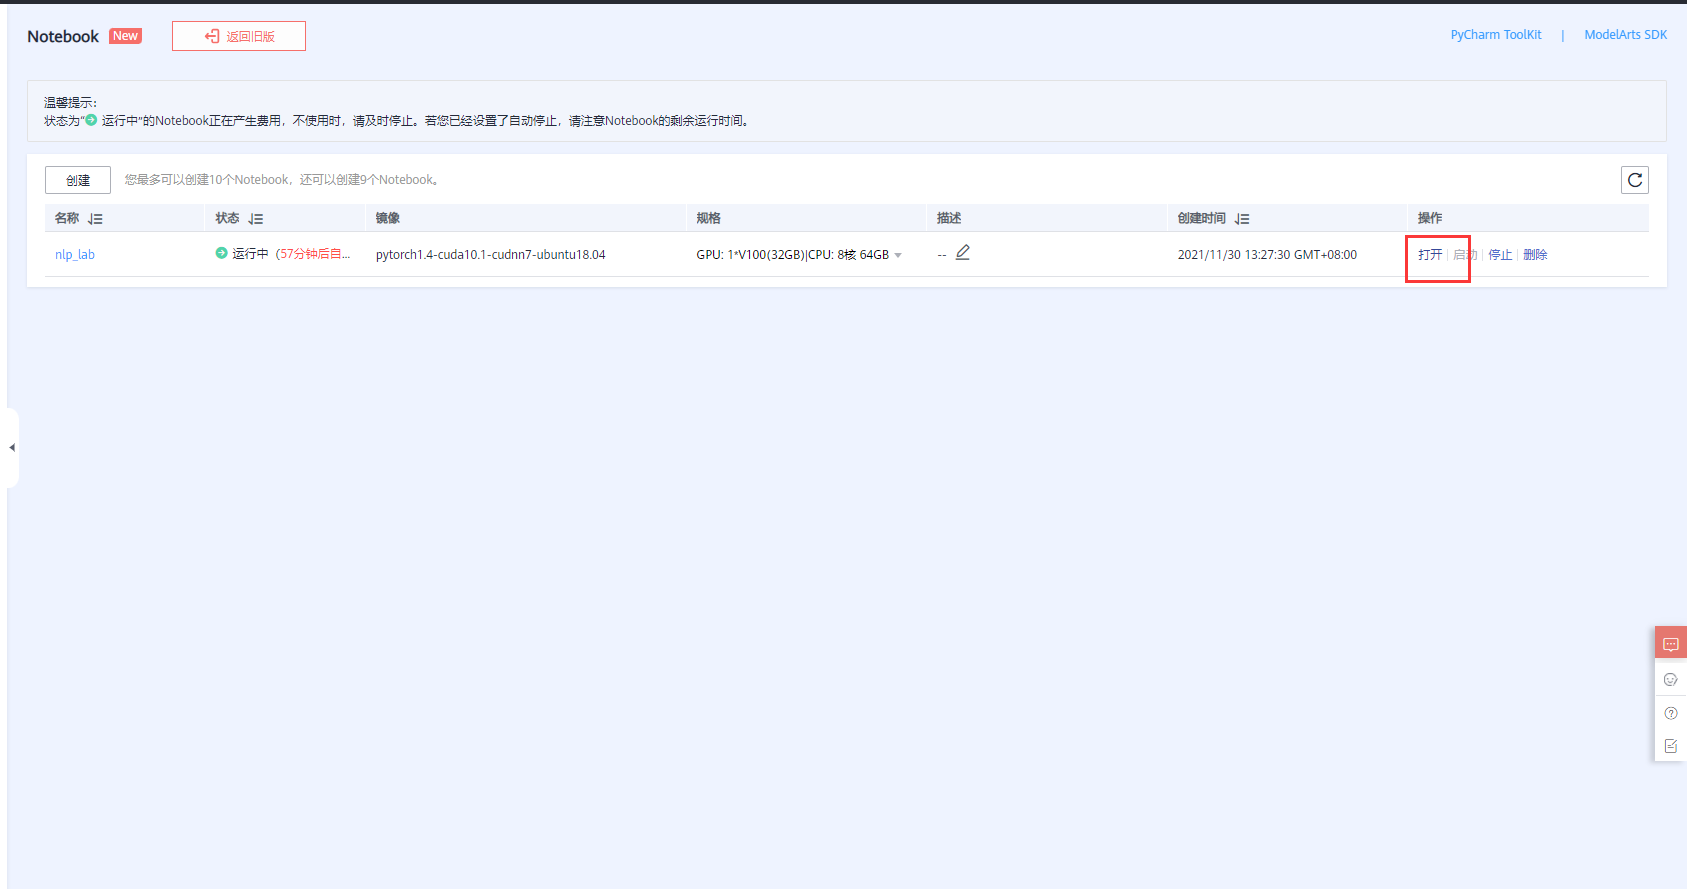 Notebook New 返回旧版 PyCharm ToolKit | ModelArts SDK
温馨提示：
状态为“ 运行中”的Notebook正在产生费用，不使用时，请及时停止。若您已经设置了自动停止，请注意Notebook的剩余运行时间。
创建 您最多可以创建10个Notebook，还可以创建9个Notebook。
名称 状态 镜像 规格 描述 创建时间 操作
nlp_lab 运行中（57分钟后自... pytorch1.4-cuda10.1-cudnn7-ubuntu18.04 GPU: 1*V100(32GB)|CPU: 8核 64GB -- 2021/11/30 13:27:30 GMT+08:00 打开 | 启动 | 停止 | 删除